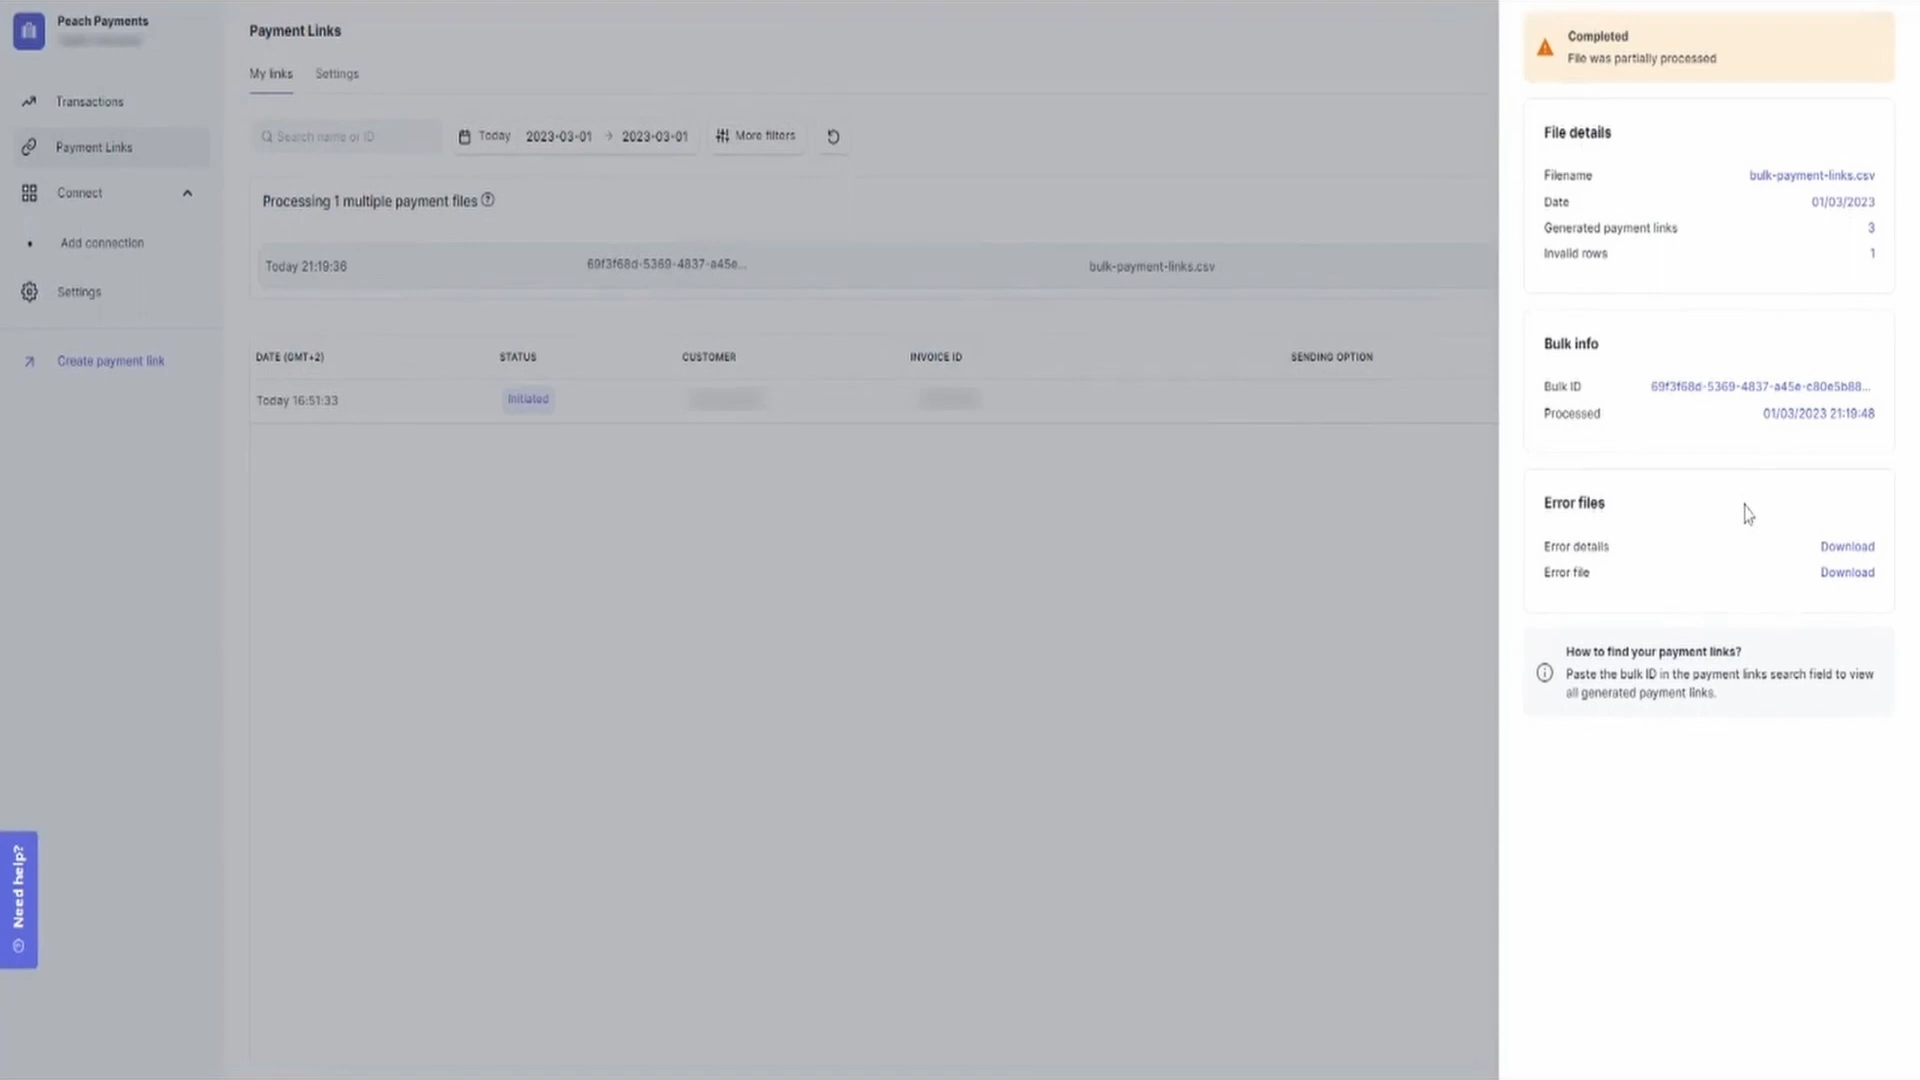 Peach Payments
Transactions
Payment Links
Connect
Add connection
Settings
Create payment link
Need help?
Payment Links
My links
Settings
Search name or ID
Today
2023-03-01 → 2023-03-01
More filters
Processing 1 multiple payment files
Today 21:19:36
69f3f68d-5369-4837-a45e...
bulk-payment-links.csv
DATE (GMT+2)
STATUS
CUSTOMER
INVOICE ID
SENDING OPTION
Today 16:51:33
Initiated
Completed
File was partially processed
File details
Filename
bulk-payment-links.csv
Date
01/03/2023
Generated payment links
3
Invalid rows
1
Bulk info
Bulk ID
69f3f68d-5369-4837-a45e-c80e5b88...
Processed
01/03/2023 21:19:48
Error files
Error details
Download
Error file
Download
How to find your payment links?
Paste the bulk ID in the payment links search field to view
all generated payment links.